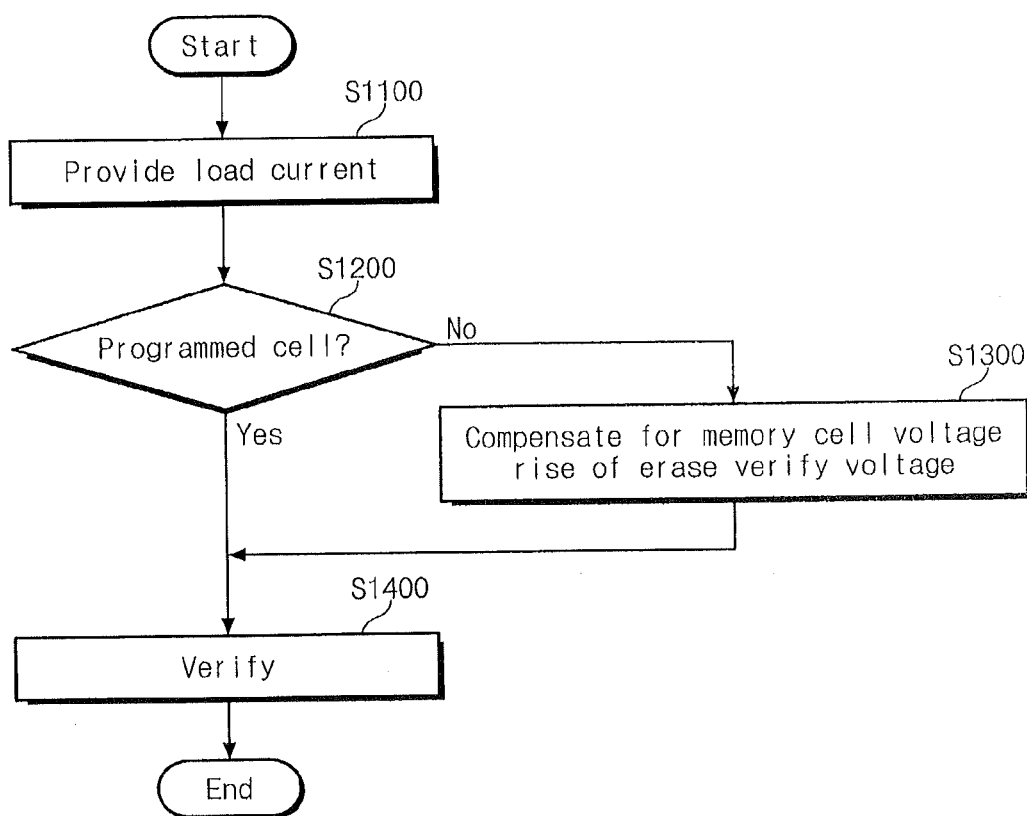 Start
S1100
Provide load current
S1200
Programmed cell?
No
Yes
S1300
Compensate for memory cell voltage
rise of erase verify voltage
S1400
Verify
End